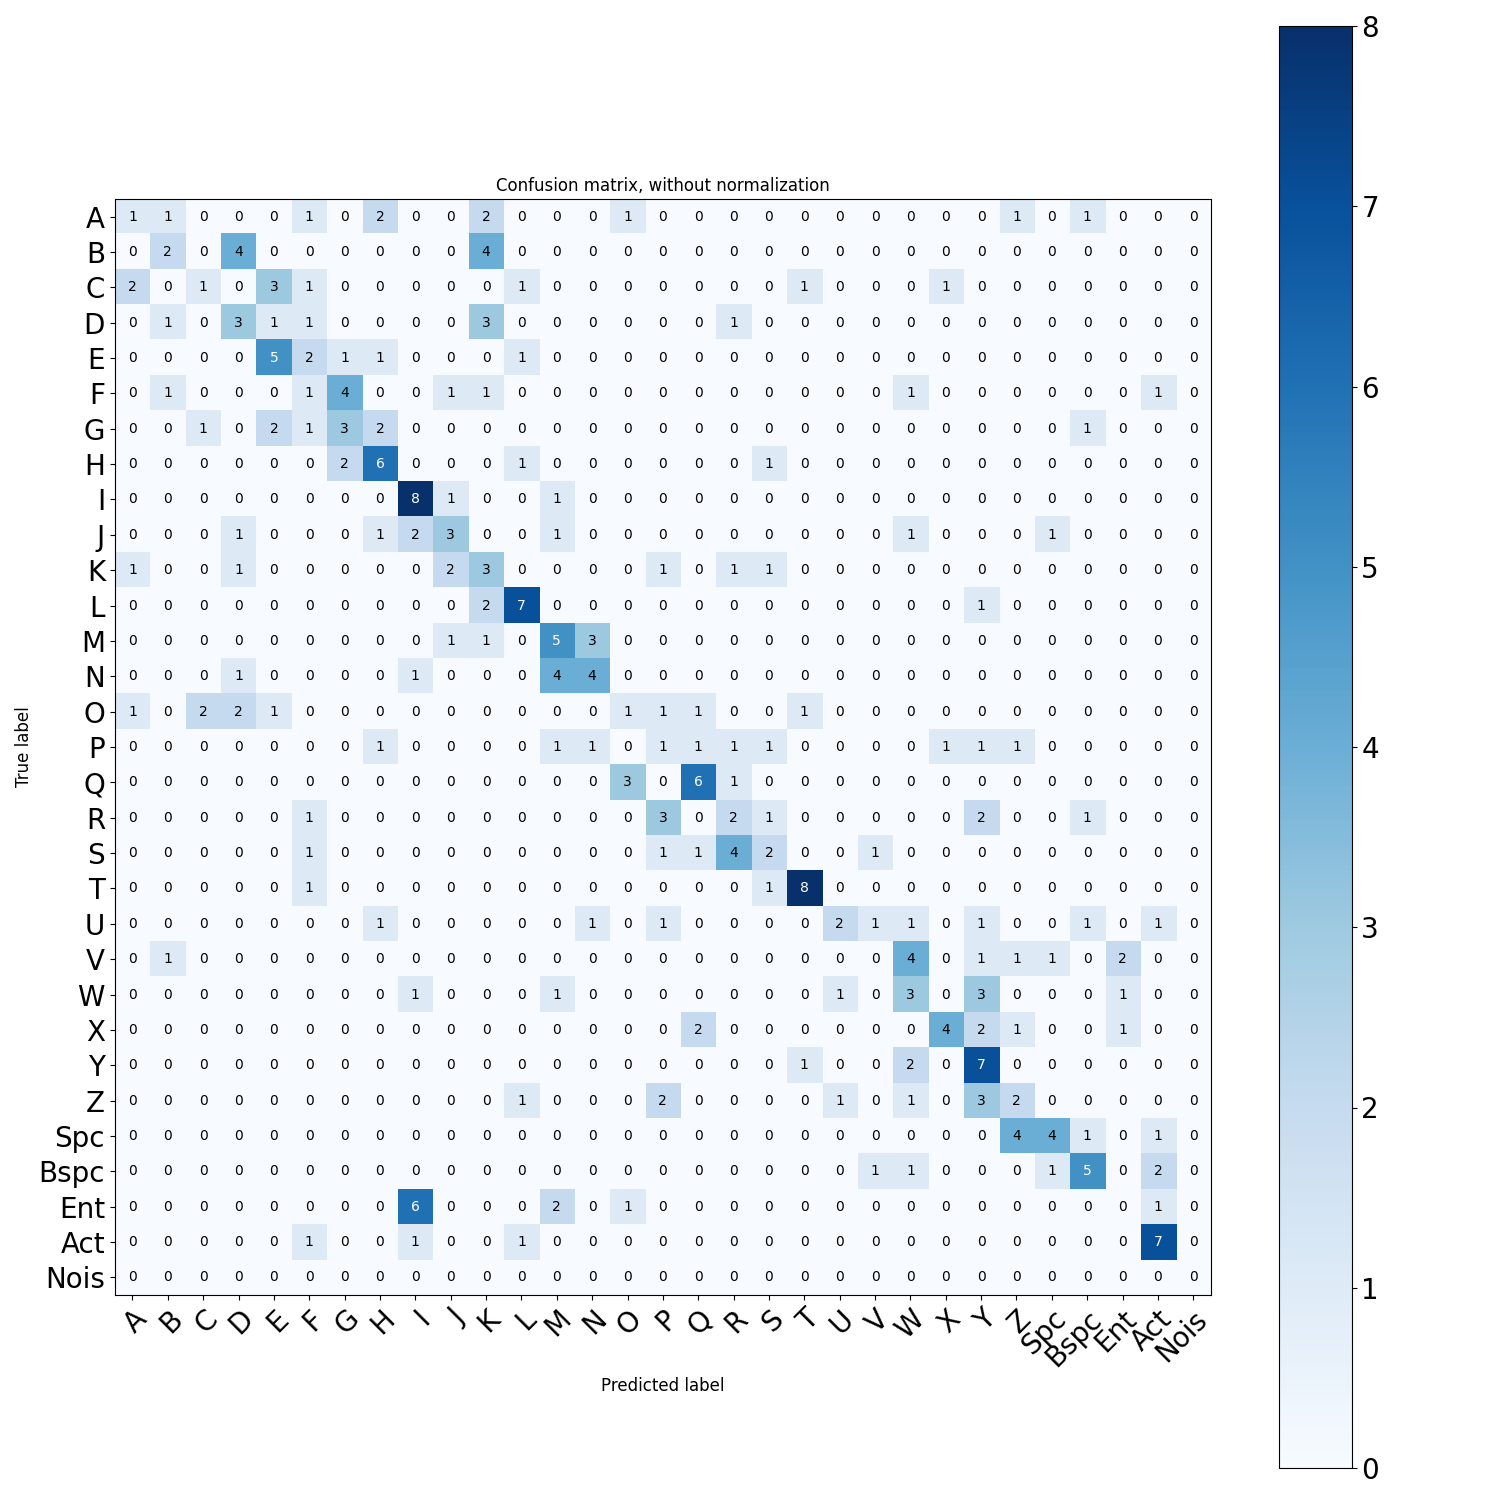 Confusion matrix, without normalization
A 1 1 0 0 0 1 0 2 0 0 2 0 0 0 1 0 0 0 0 0 0 0 0 0 0 1 0 1 0 0 0
B 0 2 0 4 0 0 0 0 0 0 4 0 0 0 0 0 0 0 0 0 0 0 0 0 0 0 0 0 0 0 0
C 2 0 1 0 3 1 0 0 0 0 0 1 0 0 0 0 0 0 0 1 0 0 0 1 0 0 0 0 0 0 0
D 0 1 0 3 1 1 0 0 0 0 3 0 0 0 0 0 0 1 0 0 0 0 0 0 0 0 0 0 0 0 0
E 0 0 0 0 5 2 1 1 0 0 0 1 0 0 0 0 0 0 0 0 0 0 0 0 0 0 0 0 0 0 0
F 0 1 0 0 0 1 4 0 0 1 1 0 0 0 0 0 0 0 0 0 0 0 1 0 0 0 0 0 0 1 0
G 0 0 1 0 2 1 3 2 0 0 0 0 0 0 0 0 0 0 0 0 0 0 0 0 0 0 0 1 0 0 0
H 0 0 0 0 0 0 2 6 0 0 0 1 0 0 0 0 0 0 1 0 0 0 0 0 0 0 0 0 0 0 0
I 0 0 0 0 0 0 0 0 8 1 0 0 1 0 0 0 0 0 0 0 0 0 0 0 0 0 0 0 0 0 0
J 0 0 0 1 0 0 0 1 2 3 0 0 1 0 0 0 0 0 0 0 0 0 1 0 0 0 1 0 0 0 0
K 1 0 0 1 0 0 0 0 0 2 3 0 0 0 0 1 0 1 1 0 0 0 0 0 0 0 0 0 0 0 0
L 0 0 0 0 0 0 0 0 0 0 2 7 0 0 0 0 0 0 0 0 0 0 0 0 1 0 0 0 0 0 0
M 0 0 0 0 0 0 0 0 0 1 1 0 5 3 0 0 0 0 0 0 0 0 0 0 0 0 0 0 0 0 0
N 0 0 0 1 0 0 0 0 1 0 0 0 4 4 0 0 0 0 0 0 0 0 0 0 0 0 0 0 0 0 0
O 1 0 2 2 1 0 0 0 0 0 0 0 0 0 1 1 1 0 0 1 0 0 0 0 0 0 0 0 0 0 0
P 0 0 0 0 0 0 0 1 0 0 0 0 1 1 0 1 1 1 1 0 0 0 0 1 1 1 0 0 0 0 0
Q 0 0 0 0 0 0 0 0 0 0 0 0 0 0 3 0 6 1 0 0 0 0 0 0 0 0 0 0 0 0 0
R 0 0 0 0 0 1 0 0 0 0 0 0 0 0 0 3 0 2 1 0 0 0 0 0 2 0 0 1 0 0 0
S 0 0 0 0 0 1 0 0 0 0 0 0 0 0 0 1 1 4 2 0 0 1 0 0 0 0 0 0 0 0 0
T 0 0 0 0 0 1 0 0 0 0 0 0 0 0 0 0 0 0 1 8 0 0 0 0 0 0 0 0 0 0 0
U 0 0 0 0 0 0 0 1 0 0 0 0 0 1 0 1 0 0 0 0 2 1 1 0 1 0 0 1 0 1 0
V 0 1 0 0 0 0 0 0 0 0 0 0 0 0 0 0 0 0 0 0 0 0 4 0 1 1 1 0 2 0 0
W 0 0 0 0 0 0 0 0 1 0 0 0 1 0 0 0 0 0 0 0 1 0 3 0 3 0 0 0 1 0 0
X 0 0 0 0 0 0 0 0 0 0 0 0 0 0 0 0 2 0 0 0 0 0 0 4 2 1 0 0 1 0 0
Y 0 0 0 0 0 0 0 0 0 0 0 0 0 0 0 0 0 0 0 1 0 0 2 0 7 0 0 0 0 0 0
Z 0 0 0 0 0 0 0 0 0 0 0 1 0 0 0 2 0 0 0 0 1 0 1 0 3 2 0 0 0 0 0
Spc 0 0 0 0 0 0 0 0 0 0 0 0 0 0 0 0 0 0 0 0 0 0 0 0 0 4 4 1 0 1 0
Bspc 0 0 0 0 0 0 0 0 0 0 0 0 0 0 0 0 0 0 0 0 0 1 1 0 0 0 1 5 0 2 0
Ent 0 0 0 0 0 0 0 0 6 0 0 0 2 0 1 0 0 0 0 0 0 0 0 0 0 0 0 0 0 1 0
Act 0 0 0 0 0 1 0 0 1 0 0 1 0 0 0 0 0 0 0 0 0 0 0 0 0 0 0 0 0 7 0
Nois 0 0 0 0 0 0 0 0 0 0 0 0 0 0 0 0 0 0 0 0 0 0 0 0 0 0 0 0 0 0 0
A B C D E F G H I J K L M N O P Q R S T U V W X Y Z Spc Bspc Ent Act Nois
Predicted label
True label
8
7
6
5
4
3
2
1
0